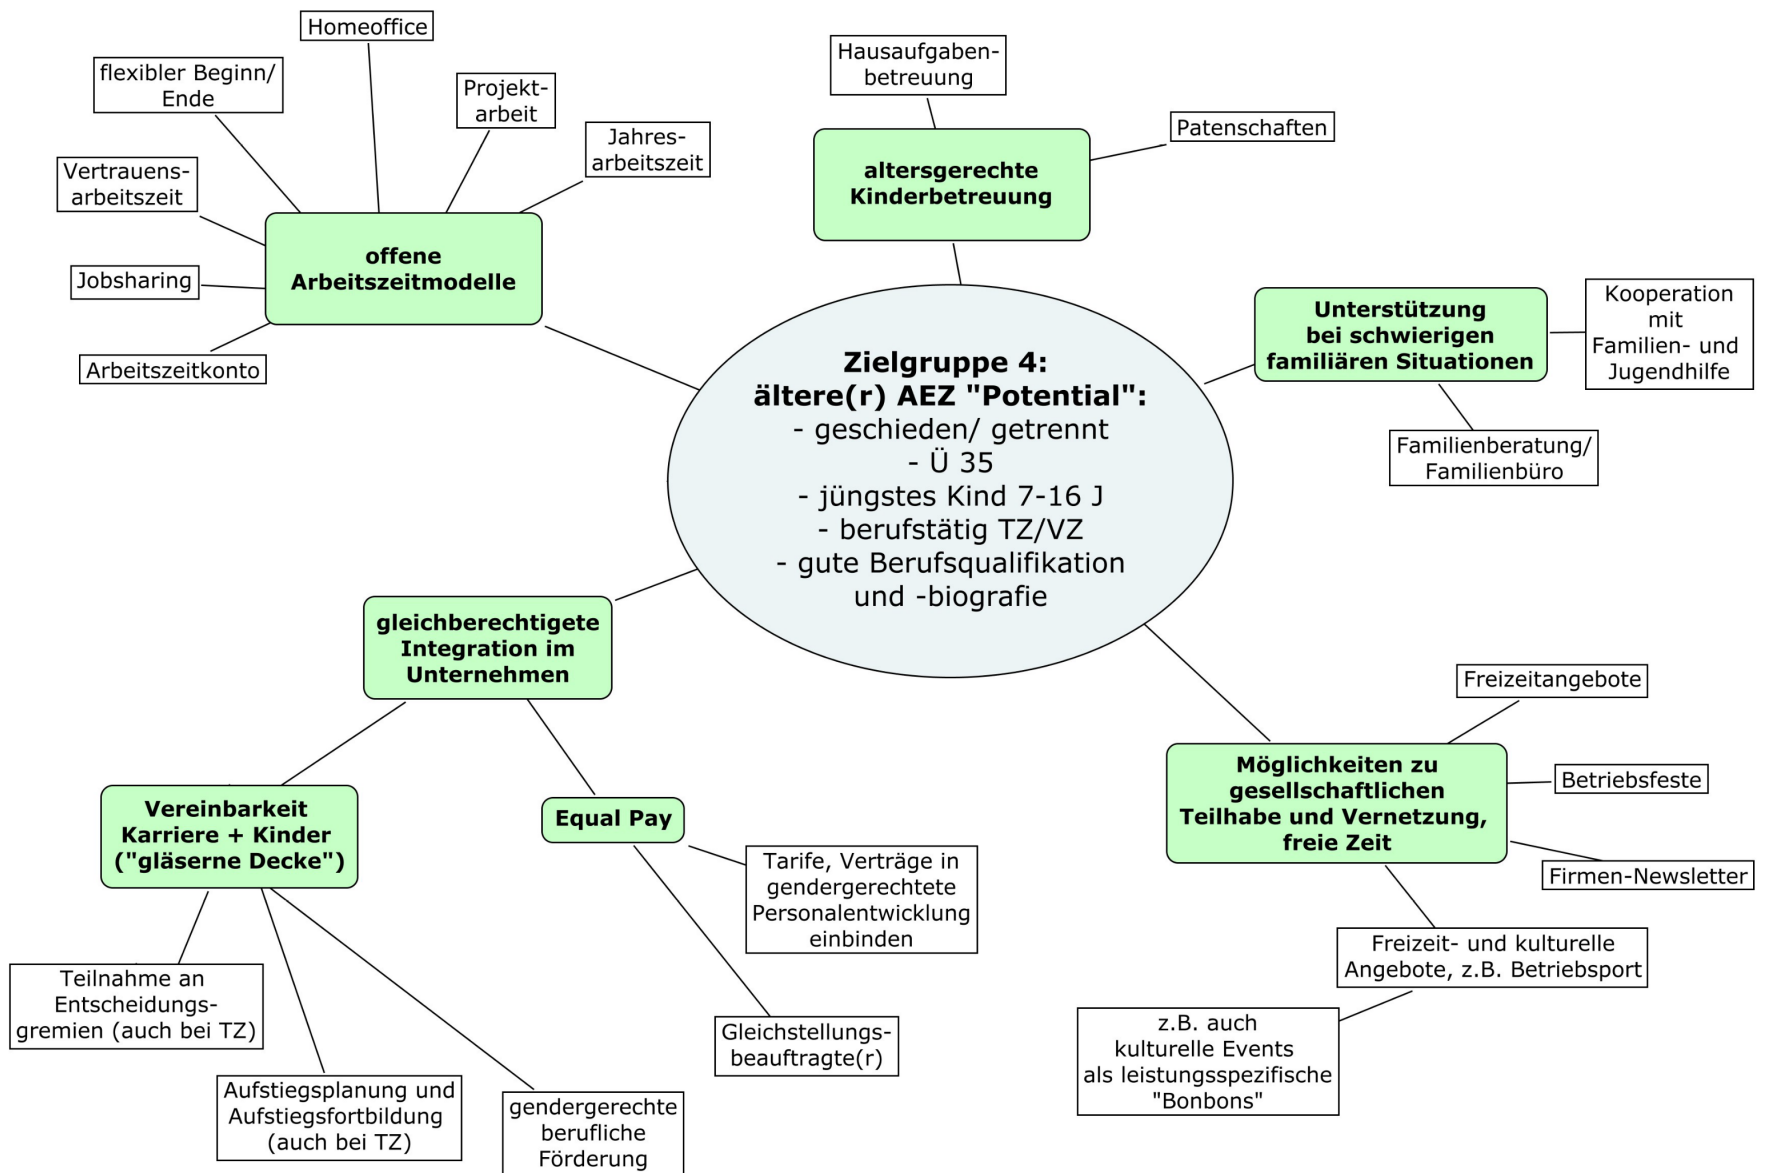 Homeoffice
flexibler Beginn/
Ende
Projekt-
arbeit
Jahres-
arbeitszeit
Vertrauens-
arbeitszeit
Jobsharing
Arbeitszeitkonto
offene
Arbeitszeitmodelle
Hausaufgaben-
betreuung
Patenschaften
altersgerechte
Kinderbetreuung
Unterstützung
bei schwierigen
familiären Situationen
Kooperation
mit
Familien- und
Jugendhilfe
Familienberatung/
Familienbüro
Zielgruppe 4:
ältere(r) AEZ "Potential":
- geschieden/ getrennt
- Ü 35
- jüngstes Kind 7-16 J
- berufstätig TZ/VZ
- gute Berufsqualifikation
und -biografie
gleichberechtigete
Integration im
Unternehmen
Vereinbarkeit
Karriere + Kinder
("gläserne Decke")
Equal Pay
Tarife, Verträge in
gendergerechtete
Personalentwicklung
einbinden
Gleichstellungs-
beauftragte(r)
Teilnahme an
Entscheidungs-
gremien (auch bei TZ)
Aufstiegsplanung und
Aufstiegsfortbildung
(auch bei TZ)
gendergerechte
berufliche
Förderung
Möglichkeiten zu
gesellschaftlichen
Teilhabe und Vernetzung,
freie Zeit
Freizeitangebote
Betriebsfeste
Firmen-Newsletter
Freizeit- und kulturelle
Angebote, z.B. Betriebsport
z.B. auch
kulturelle Events
als leistungsspezifische
"Bonbons"